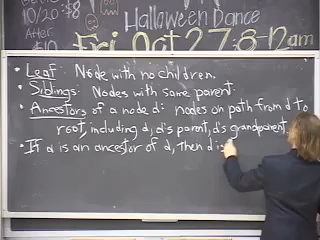 Before
10/20:$8
After
$10
Halloween Dance
Fri Oct 27 8-12am
• Leaf: Node with no children.
• Siblings: Nodes with same parent.
• Ancestors of a node d: nodes on path from d to
root, including d, d's parent, d's grandparent,
• If a is an ancestor of d, then d is